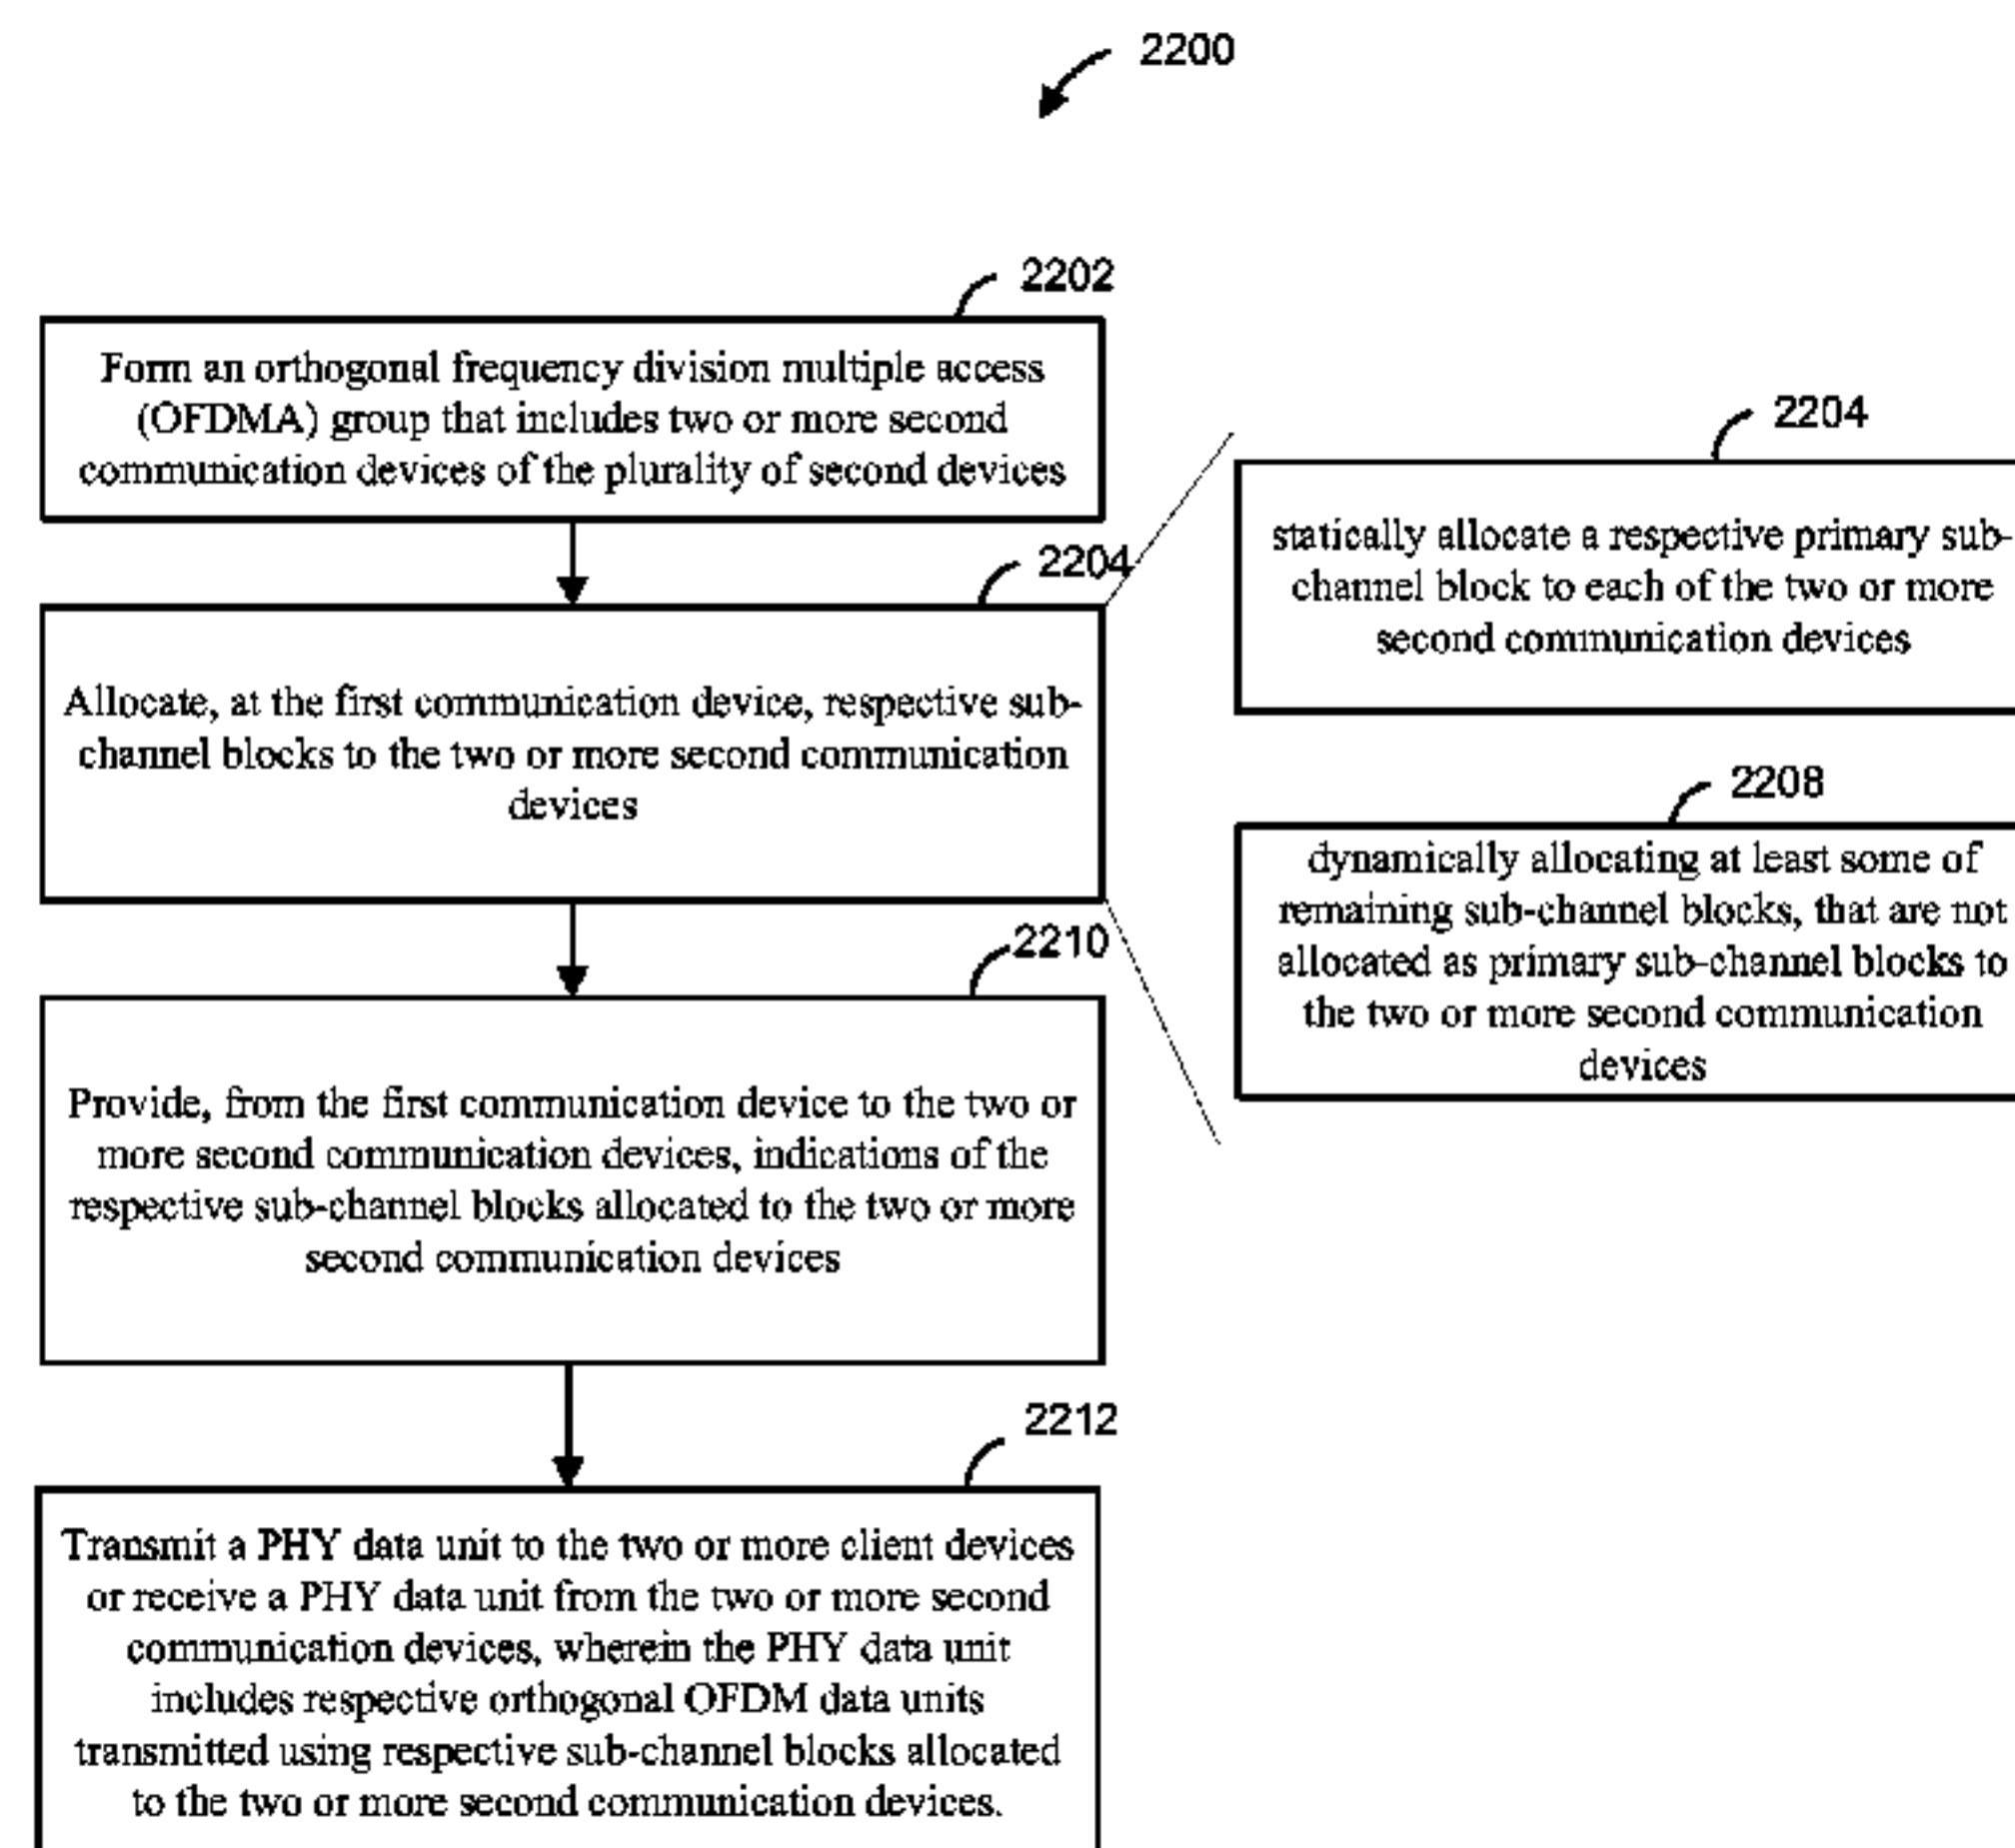 2200
2202
Form an orthogonal frequency division multiple access
(OFDMA) group that includes two or more second
communication devices of the plurality of second devices
2204
Allocate, at the first communication device, respective sub-
channel blocks to the two or more second communication
devices
2204
statically allocate a respective primary sub-
channel block to each of the two or more
second communication devices
2208
dynamically allocating at least some of
remaining sub-channel blocks, that are not
allocated as primary sub-channel blocks to
the two or more second communication
devices
2210
Provide, from the first communication device to the two or
more second communication devices, indications of the
respective sub-channel blocks allocated to the two or more
second communication devices
2212
Transmit a PHY data unit to the two or more client devices
or receive a PHY data unit from the two or more second
communication devices, wherein the PHY data unit
includes respective orthogonal OFDM data units
transmitted using respective sub-channel blocks allocated
to the two or more second communication devices.